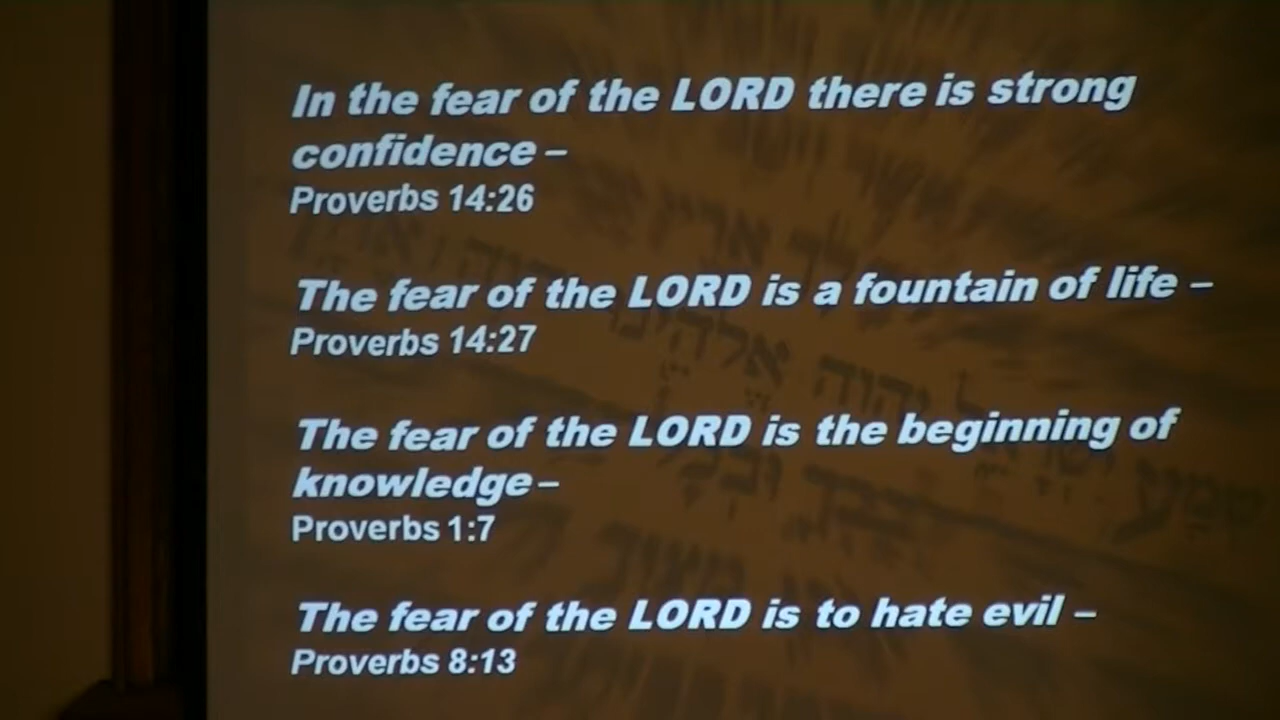 In the fear of the LORD there is strong
confidence –
Proverbs 14:26
The fear of the LORD is a fountain of life –
Proverbs 14:27
The fear of the LORD is the beginning of
knowledge –
Proverbs 1:7
The fear of the LORD is to hate evil –
Proverbs 8:13